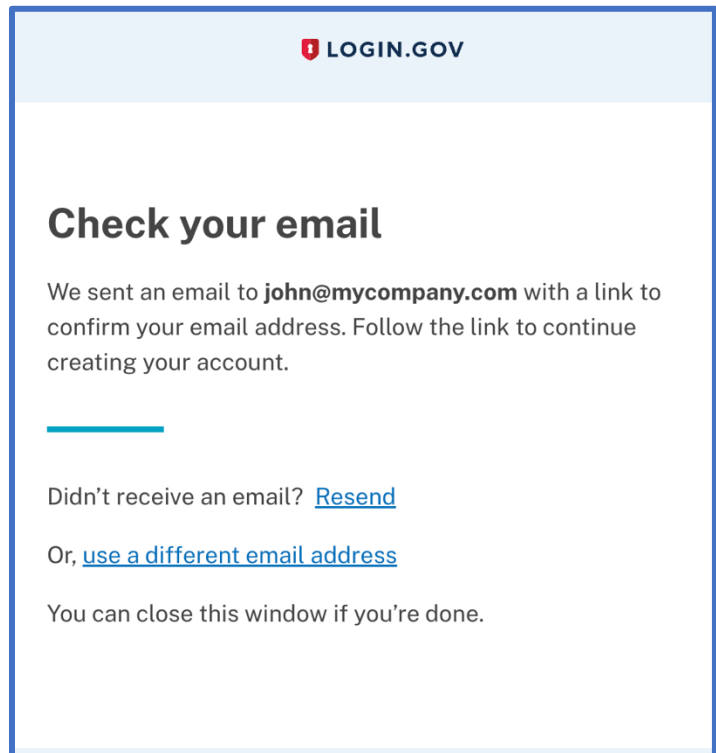 LOGIN.GOV
Check your email
We sent an email to john@mycompany.com with a link to
confirm your email address. Follow the link to continue
creating your account.
Didn’t receive an email? Resend
Or, use a different email address
You can close this window if you’re done.